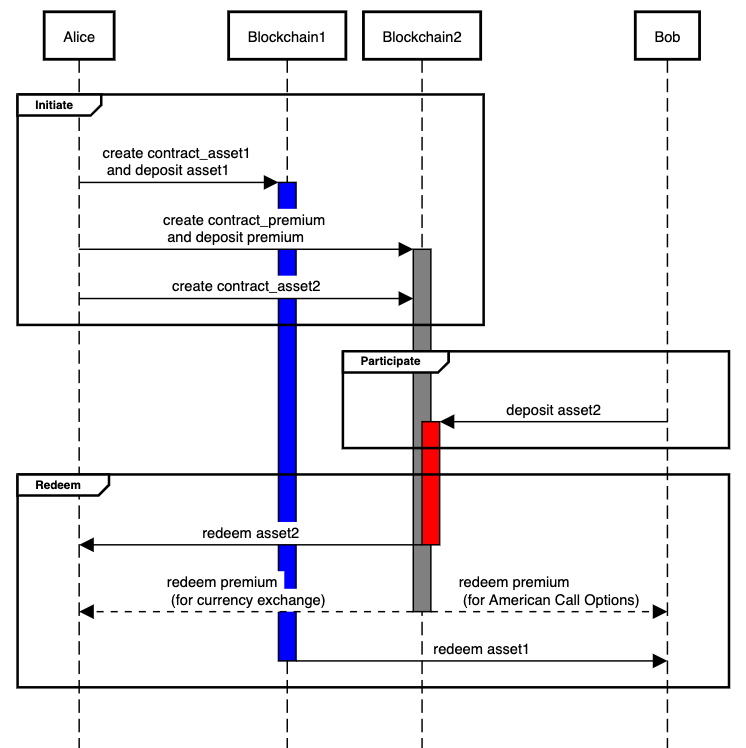 Alice
Blockchain1
Blockchain2
Bob
Initiate
create contract_asset1
and deposit asset1
create contract_premium
and deposit premium
create contract_asset2
Participate
deposit asset2
Redeem
redeem asset2
redeem premium
(for currency exchange)
redeem premium
(for American Call Options)
redeem asset1